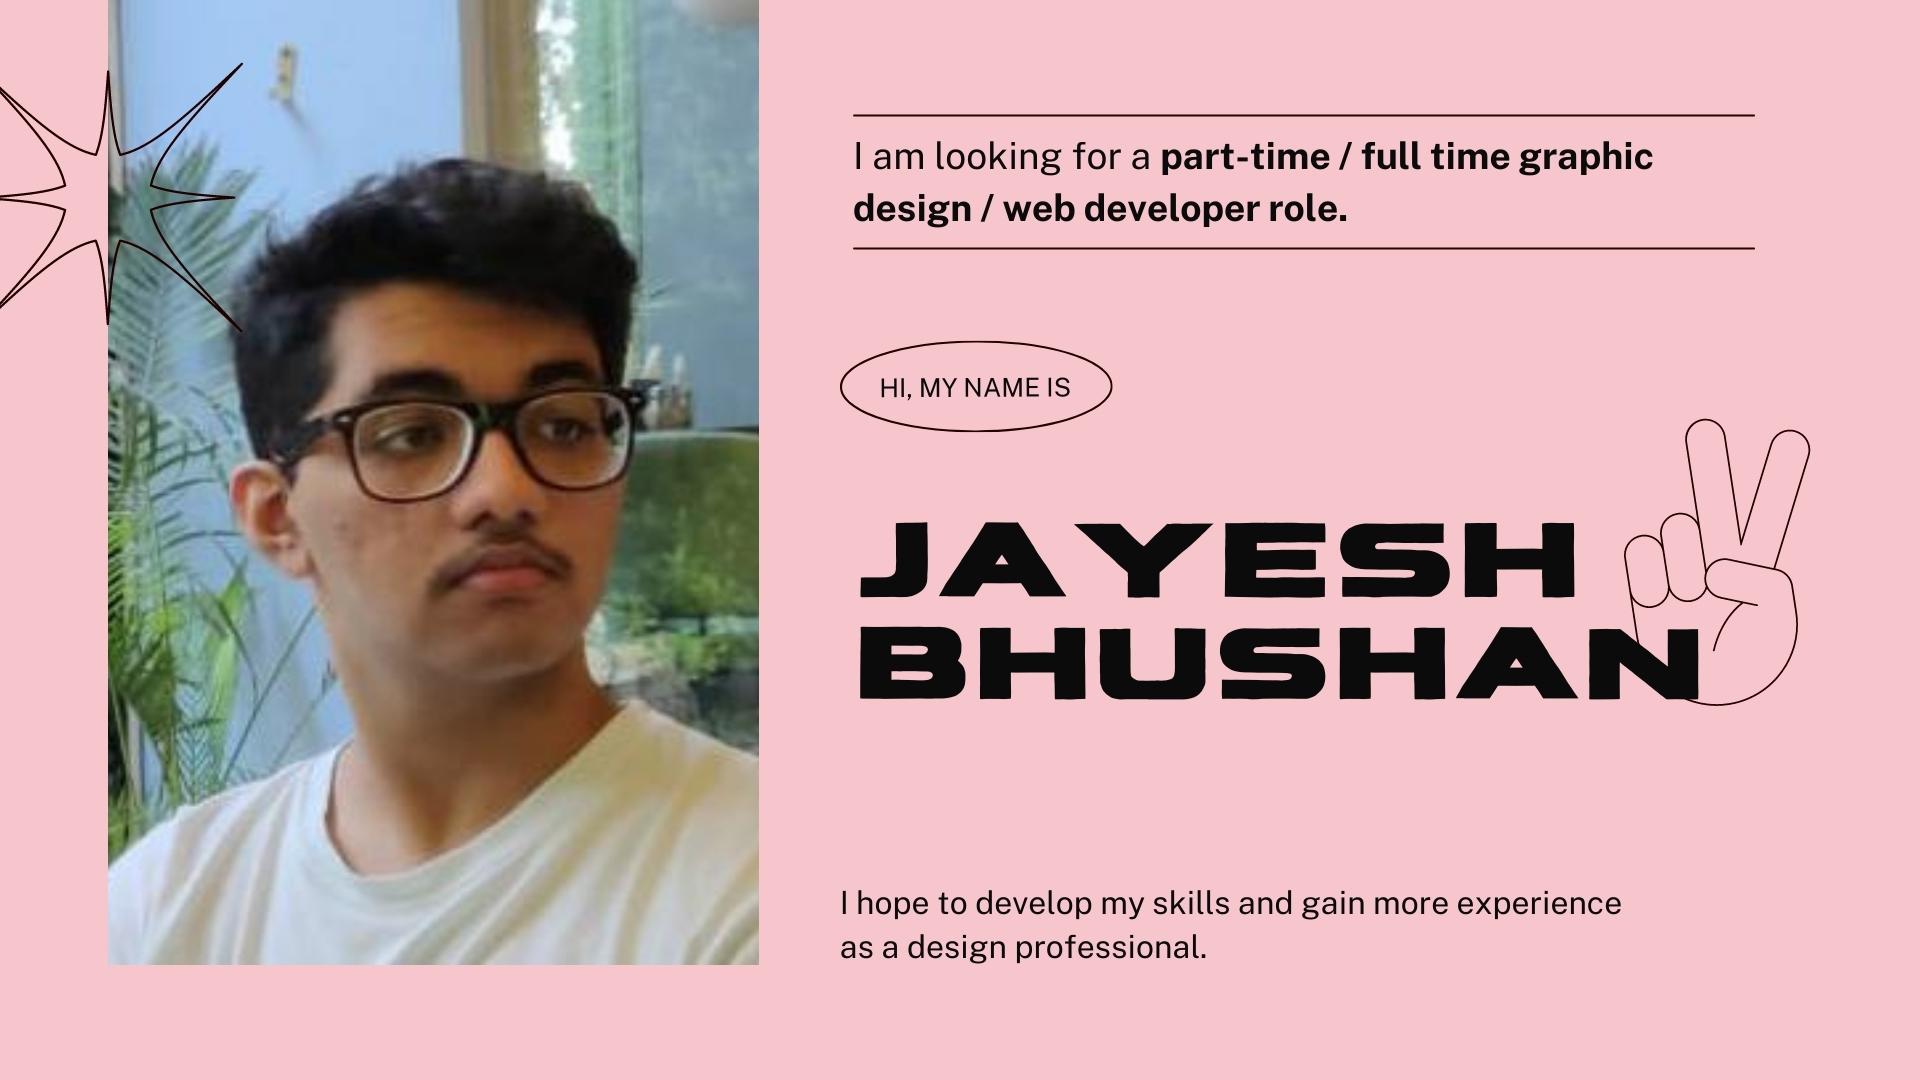 I am looking for a part-time / full time graphic
design / web developer role.
HI, MY NAME IS
JAYESH
BHUSHAN
I hope to develop my skills and gain more experience
as a design professional.